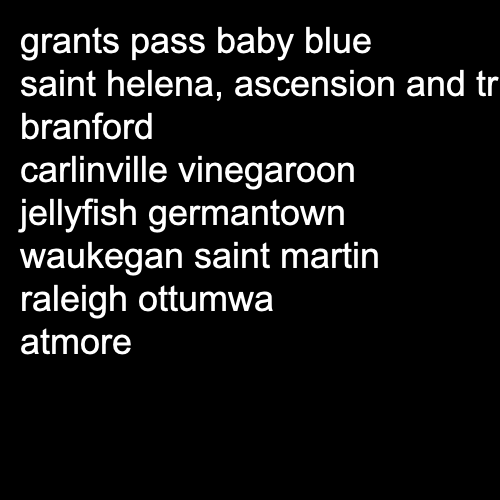 grants pass baby blue
saint helena, ascension and tr
branford
carlinville vinegaroon
jellyfish germantown
waukegan saint martin
raleigh ottumwa
atmore